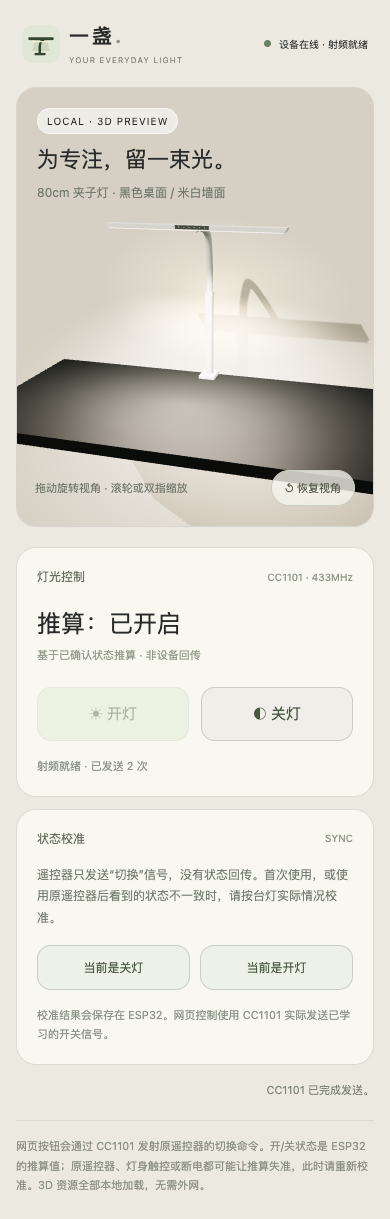 一盏.
YOUR EVERYDAY LIGHT
设备在线 · 射频就绪
LOCAL · 3D PREVIEW
为专注，留一束光。
80cm 夹子灯 · 黑色桌面 / 米白墙面
拖动旋转视角 · 滚轮或双指缩放
恢复视角
灯光控制
CC1101 · 433MHz
推算：已开启
基于已确认状态推算 · 非设备回传
开灯
关灯
射频就绪 · 已发送 2 次
状态校准
SYNC
遥控器只发送“切换”信号，没有状态回传。首次使用，或使
用原遥控器后看到的状态不一致时，请按台灯实际情况校
准。
当前是关灯
当前是开灯
校准结果会保存在 ESP32。网页控制使用 CC1101 实际发送已学
习的开关信号。
CC1101 已完成发送。
网页按钮会通过 CC1101 发射原遥控器的切换命令。开/关状态是 ESP32
的推算值；原遥控器、灯身触控或断电都可能让推算失准，此时请重新校
准。3D 资源全部本地加载，无需外网。